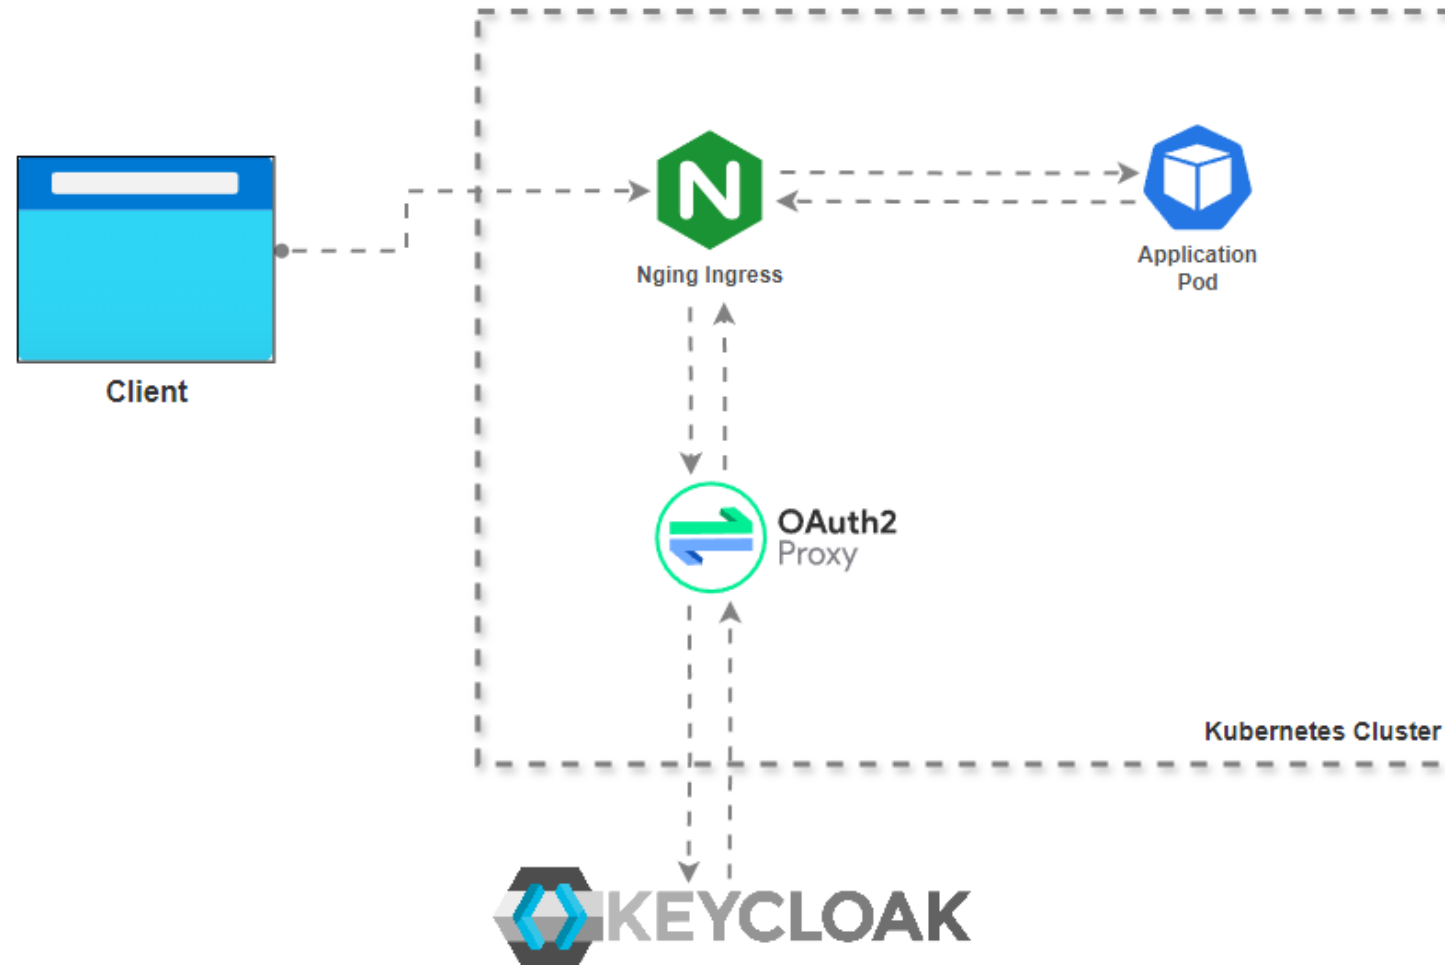 Client
N
Nging Ingress
Application
Pod
OAuth2
Proxy
Kubernetes Cluster
KEYCLOAK